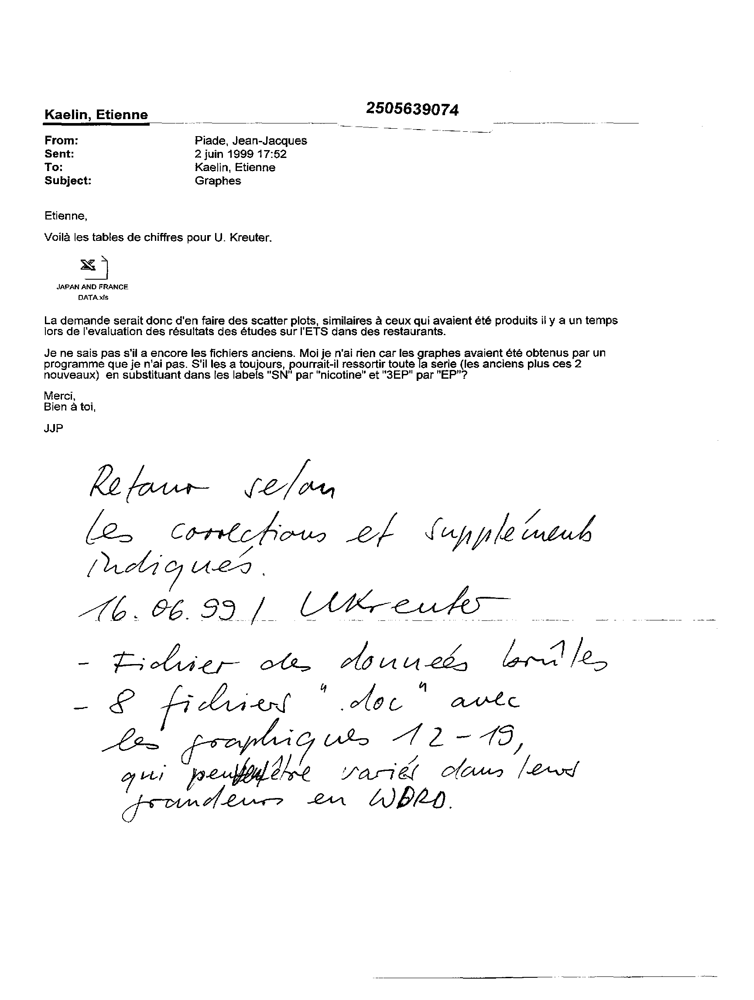 2505639074
Kaelin, Etienne
From: Piade, Jean-Jacques
Sent: 2 juin 1999 17:52
To: Kaelin, Etienne
Subject: Graphes
Etienne,
Voilà les tables de chiffres pour U. Kreuter.
JAPAN AND FRANCE
DATA.xls
La demande serait donc d'en faire des scatter plots, similaires à ceux qui avaient été produits il y a un temps
lors de l'evaluation des résultats des études sur l'ETS dans des restaurants.
Je ne sais pas s'il a encore les fichiers anciens. Moi je n'ai rien car les graphes avaient été obtenus par un
programme que je n'ai pas. S'il les a toujours, pourrait-il ressortir toute la serie (les anciens plus ces 2
nouveaux) en substituant dans les labels "SN" par "nicotine" et "3EP" par "EP"?
Merci,
Bien à toi,
JJP
Retour selon
les corrections et suppléments
indiqués.
16.06.99 / UKreuter
- Fichier des données brûtes
- 8 fichiers ".doc" avec
les graphiques 12-19,
qui être variés dans leurs
grandeurs en WORD.